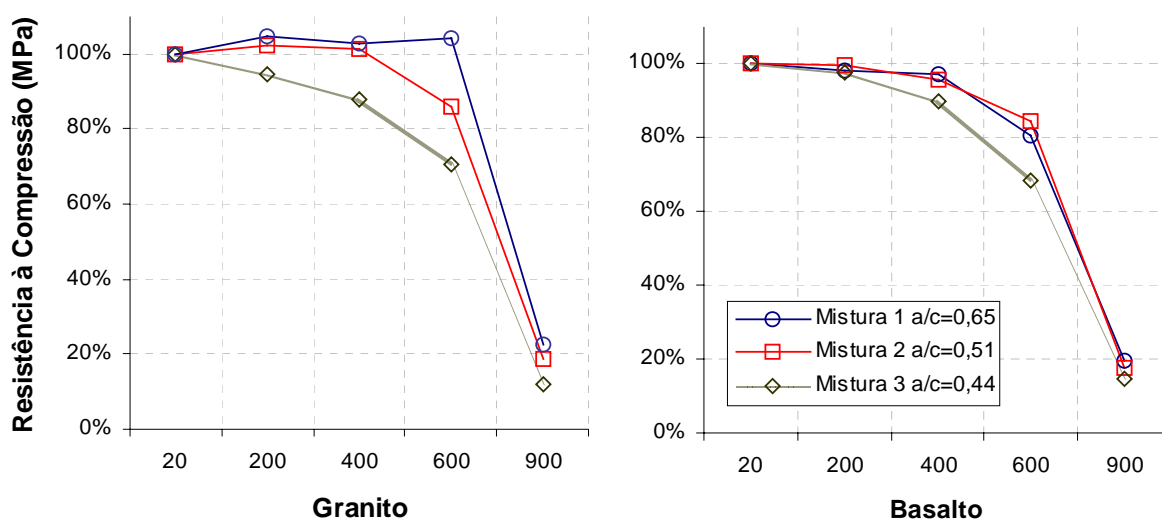 Resistência à Compressão (MPa)
100%
80%
60%
40%
20%
0%
20 200 400 600 900
Granito
100%
80%
60%
40%
20%
0%
Mistura 1 a/c=0,65
Mistura 2 a/c=0,51
Mistura 3 a/c=0,44
20 200 400 600 900
Basalto